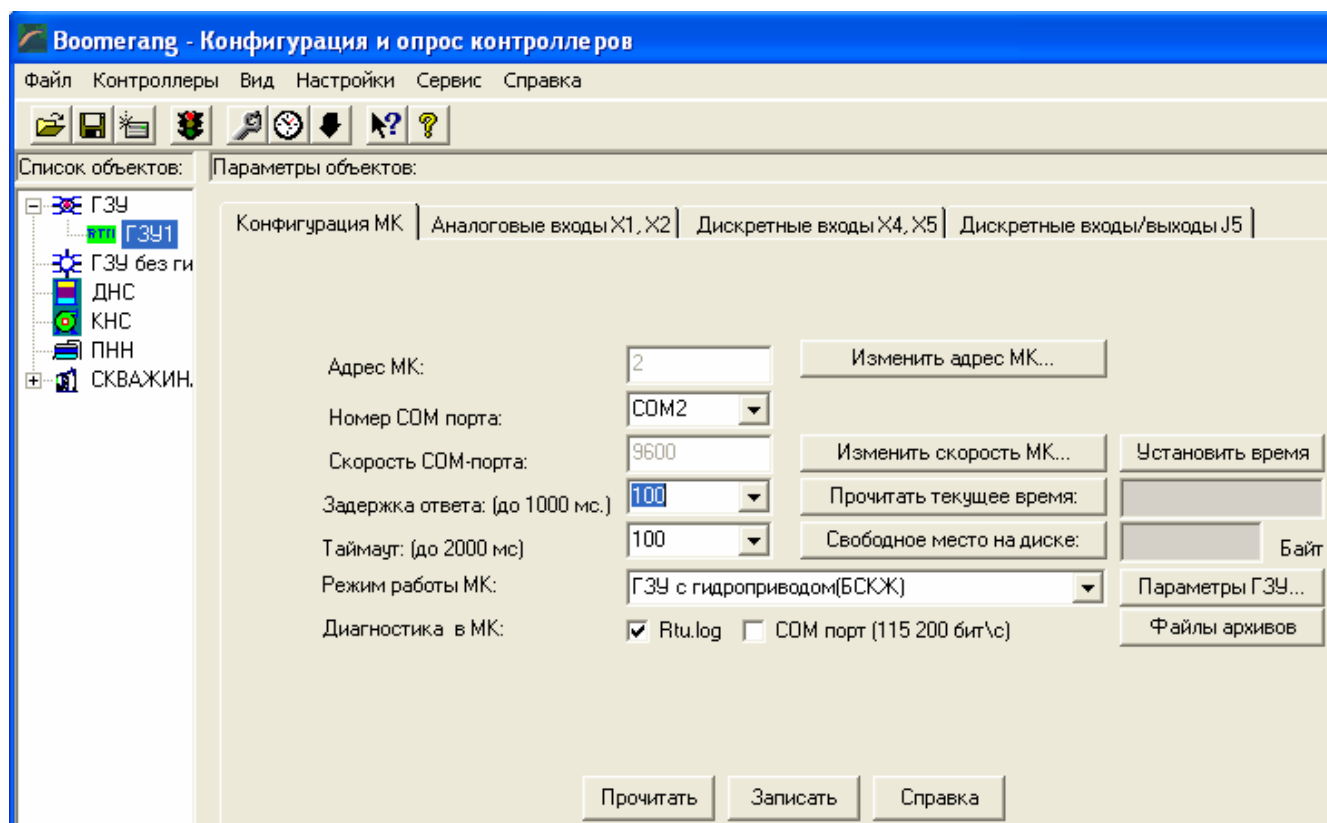 Boomerang - Конфигурация и опрос контроллеров
Файл Контроллеры Вид Настройки Сервис Справка
Список объектов: Параметры объектов:
ГЗУ
RTП ГЗУ1
ГЗУ без ги
ДНС
КНС
ПНН
СКВАЖИН.
Конфигурация МК Аналоговые входы X1, X2 Дискретные входы X4, X5 Дискретные входы/выходы J5
Адрес МК: 2 Изменить адрес МК...
Номер COM порта: COM2
Скорость COM-порта: 9600 Изменить скорость МК... Установить время
Задержка ответа: (до 1000 мс.) 100 Прочитать текущее время:
Таймаут: (до 2000 мс) 100 Свободное место на диске: Байт
Режим работы МК: ГЗУ с гидроприводом(БСКЖ) Параметры ГЗУ...
Диагностика в МК: Rtu.log COM порт (115 200 бит\с) Файлы архивов
Прочитать Записать Справка